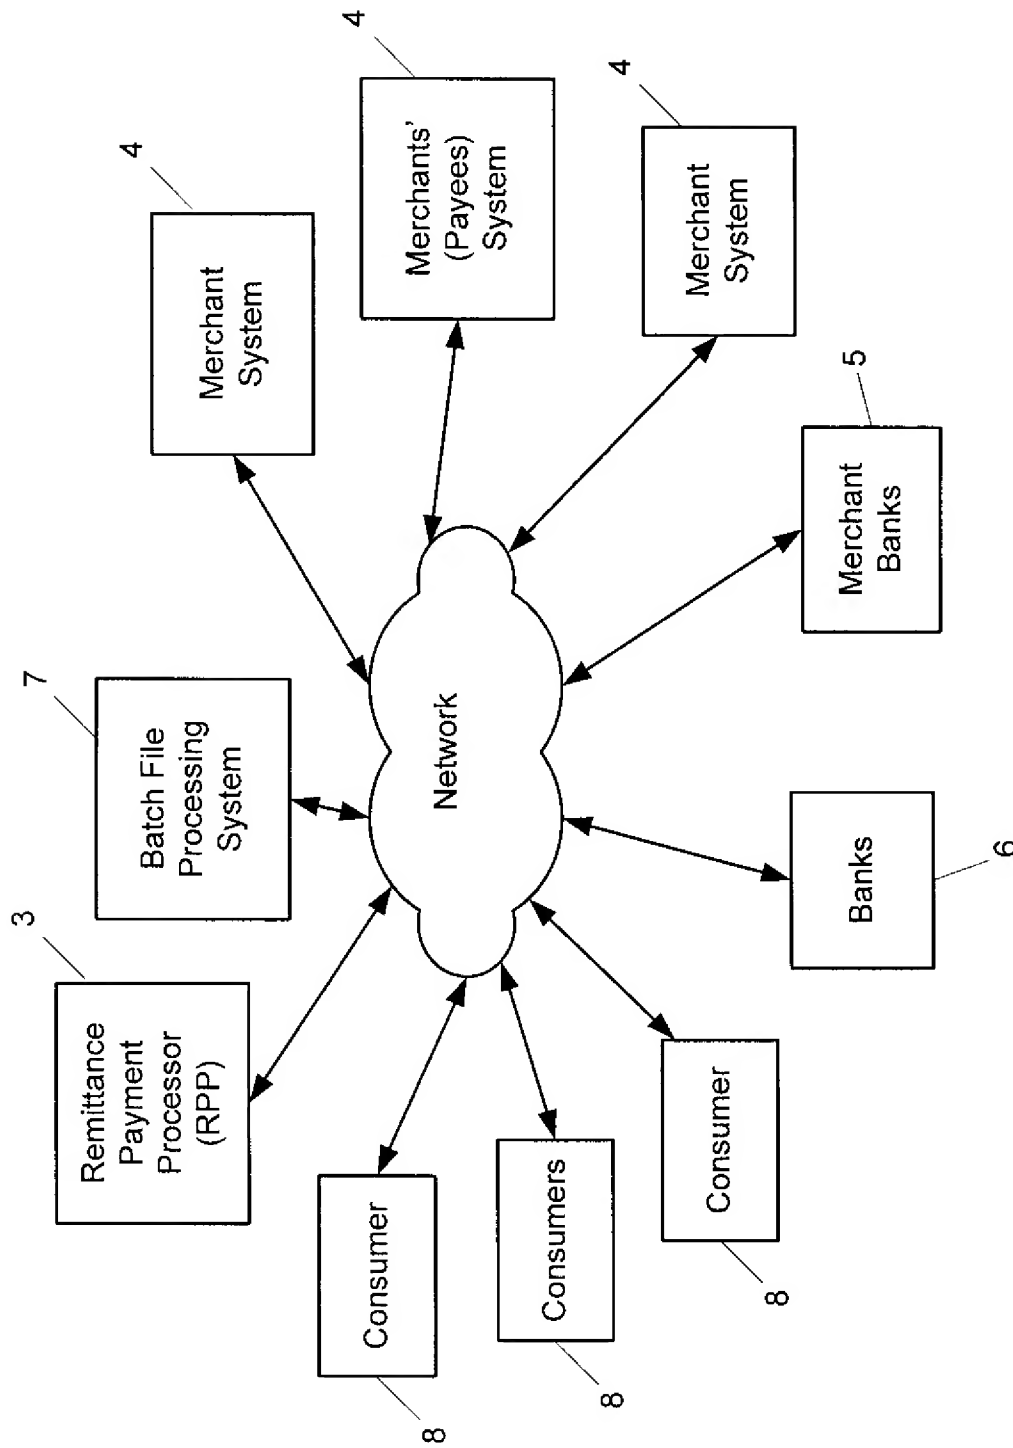 3
Remittance
Payment
Processor
(RPP)
7
Batch File
Processing
System
4
Merchant
System
4
Merchants'
(Payees)
System
4
Merchant
System
Network
Consumer
8
Consumers
8
Consumer
8
Banks
6
Merchant
Banks
5